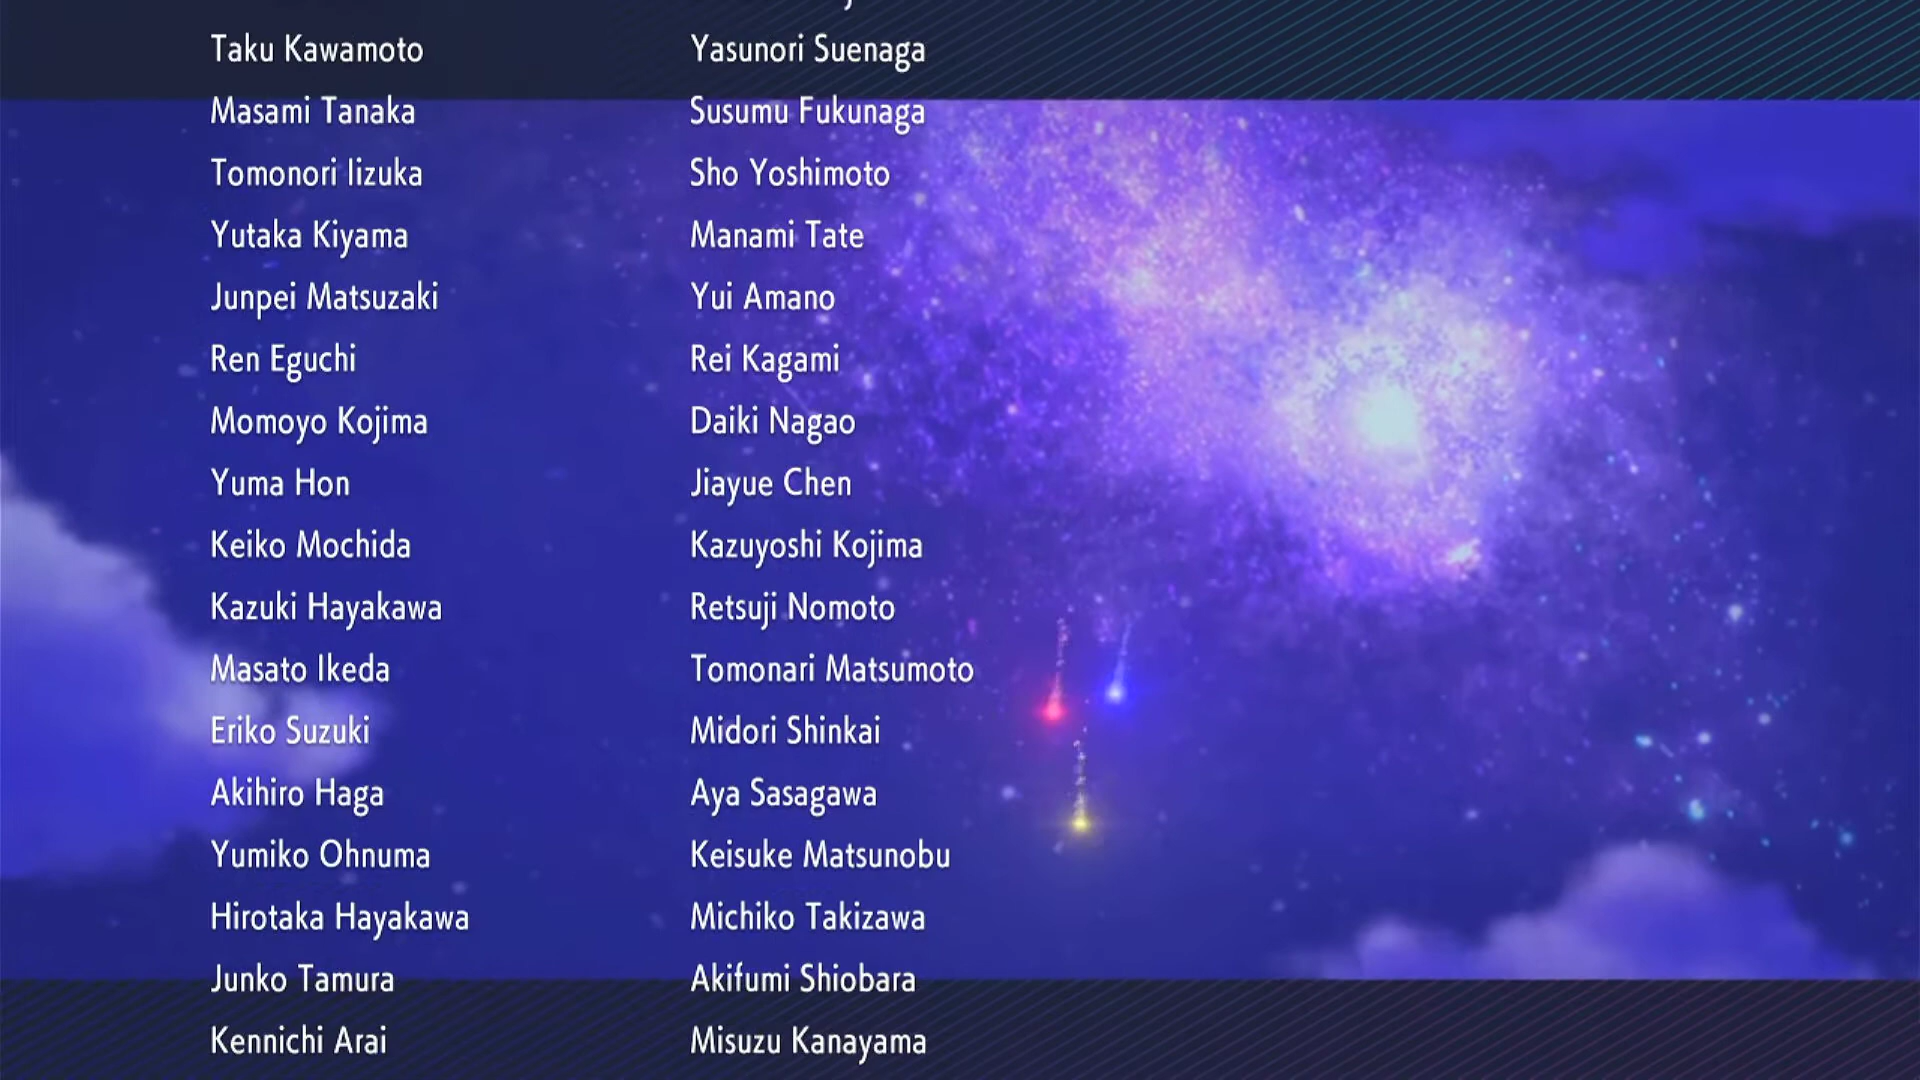 Taku Kawamoto Yasunori Suenaga
Masami Tanaka Susumu Fukunaga
Tomonori Iizuka Sho Yoshimoto
Yutaka Kiyama Manami Tate
Junpei Matsuzaki Yui Amano
Ren Eguchi Rei Kagami
Momoyo Kojima Daiki Nagao
Yuma Hon Jiayue Chen
Keiko Mochida Kazuyoshi Kojima
Kazuki Hayakawa Retsuji Nomoto
Masato Ikeda Tomonari Matsumoto
Eriko Suzuki Midori Shinkai
Akihiro Haga Aya Sasagawa
Yumiko Ohnuma Keisuke Matsunobu
Hirotaka Hayakawa Michiko Takizawa
Junko Tamura Akifumi Shiobara
Kennichi Arai Misuzu Kanayama